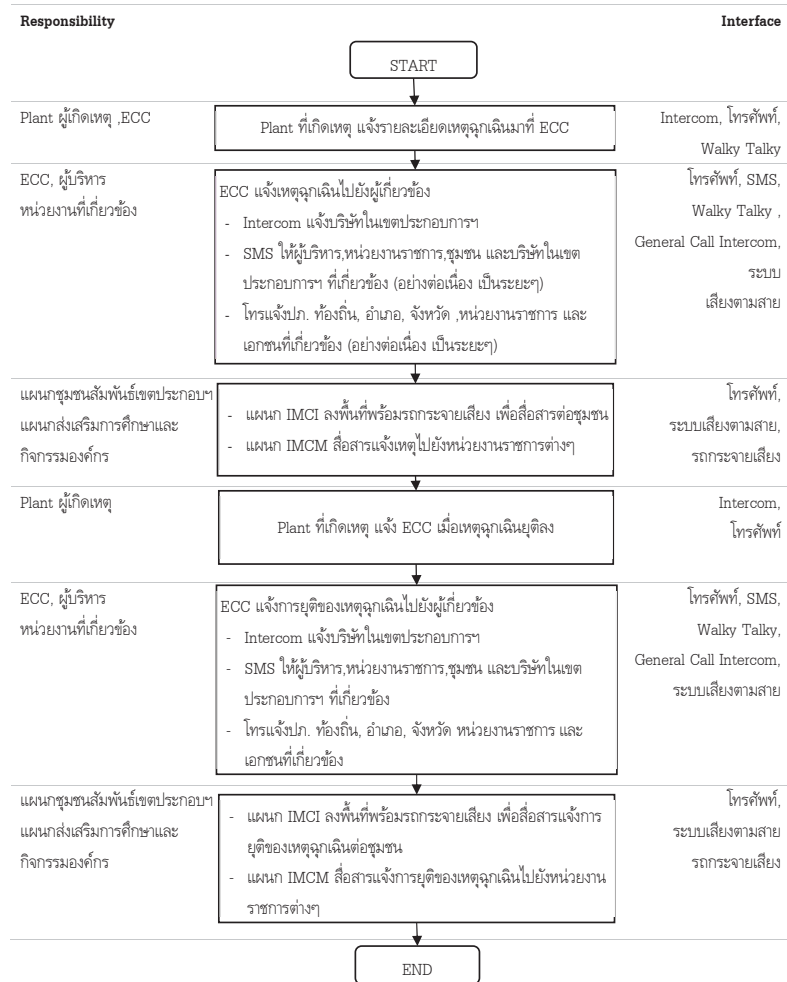 Responsibility Interface
START
Plant ผู้เกิดเหตุ ,ECC
Plant ที่เกิดเหตุ แจ้งรายละเอียดเหตุฉุกเฉินมาที่ ECC
Intercom, โทรศัพท์,
Walky Talky
ECC, ผู้บริหาร
หน่วยงานที่เกี่ยวข้อง
ECC แจ้งเหตุฉุกเฉินไปยังผู้เกี่ยวข้อง
- Intercom แจ้งบริษัทในเขตประกอบการฯ
- SMS ให้ผู้บริหาร,หน่วยงานราชการ,ชุมชน และบริษัทในเขต
ประกอบการฯ ที่เกี่ยวข้อง (อย่างต่อเนื่อง เป็นระยะๆ)
- โทรแจ้งปภ. ท้องถิ่น, อำเภอ, จังหวัด ,หน่วยงานราชการ และ
เอกชนที่เกี่ยวข้อง (อย่างต่อเนื่อง เป็นระยะๆ)
โทรศัพท์, SMS,
Walky Talky ,
General Call Intercom,
ระบบ
เสียงตามสาย
แผนกชุมชนสัมพันธ์เขตประกอบฯ
แผนกส่งเสริมการศึกษาและ
กิจกรรมองค์กร
- แผนก IMCI ลงพื้นที่พร้อมรถกระจายเสียง เพื่อสื่อสารต่อชุมชน
- แผนก IMCM สื่อสารแจ้งเหตุไปยังหน่วยงานราชการต่างๆ
โทรศัพท์,
ระบบเสียงตามสาย,
รถกระจายเสียง
Plant ผู้เกิดเหตุ
Plant ที่เกิดเหตุ แจ้ง ECC เมื่อเหตุฉุกเฉินยุติลง
Intercom,
โทรศัพท์
ECC, ผู้บริหาร
หน่วยงานที่เกี่ยวข้อง
ECC แจ้งการยุติของเหตุฉุกเฉินไปยังผู้เกี่ยวข้อง
- Intercom แจ้งบริษัทในเขตประกอบการฯ
- SMS ให้ผู้บริหาร,หน่วยงานราชการ,ชุมชน และบริษัทในเขต
ประกอบการฯ ที่เกี่ยวข้อง
- โทรแจ้งปภ. ท้องถิ่น, อำเภอ, จังหวัด หน่วยงานราชการ และ
เอกชนที่เกี่ยวข้อง
โทรศัพท์, SMS,
Walky Talky,
General Call Intercom,
ระบบเสียงตามสาย
แผนกชุมชนสัมพันธ์เขตประกอบฯ
แผนกส่งเสริมการศึกษาและ
กิจกรรมองค์กร
- แผนก IMCI ลงพื้นที่พร้อมรถกระจายเสียง เพื่อสื่อสารแจ้งการ
ยุติของเหตุฉุกเฉินต่อชุมชน
- แผนก IMCM สื่อสารแจ้งการยุติของเหตุฉุกเฉินไปยังหน่วยงาน
ราชการต่างๆ
โทรศัพท์,
ระบบเสียงตามสาย
รถกระจายเสียง
END